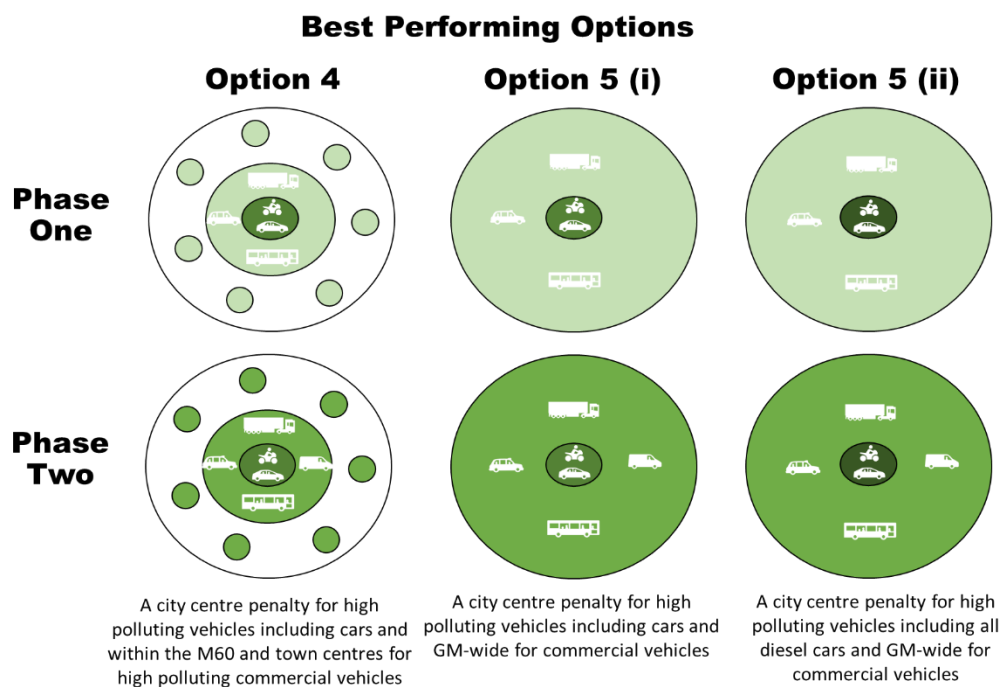 Best Performing Options
Option 4
Option 5 (i)
Option 5 (ii)
Phase
One
Phase
Two
A city centre penalty for high
polluting vehicles including cars and
within the M60 and town centres for
high polluting commercial vehicles
A city centre penalty for high
polluting vehicles including cars and
GM-wide for commercial vehicles
A city centre penalty for high
polluting vehicles including all
diesel cars and GM-wide for
commercial vehicles